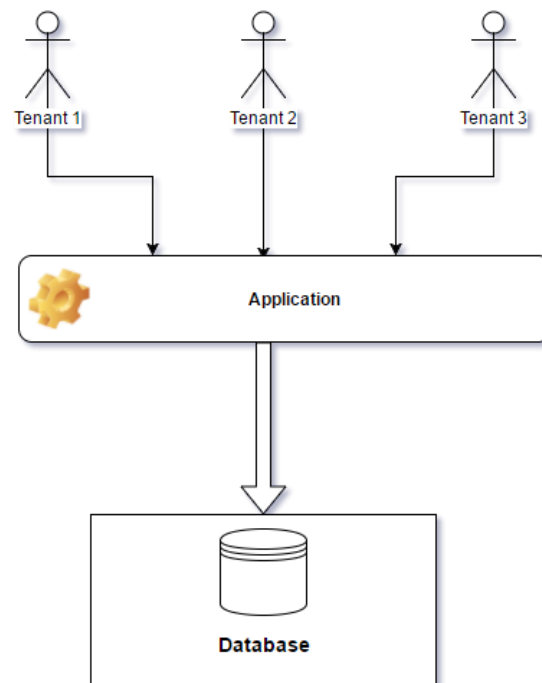 Tenant 1
Tenant 2
Tenant 3
Application
Database